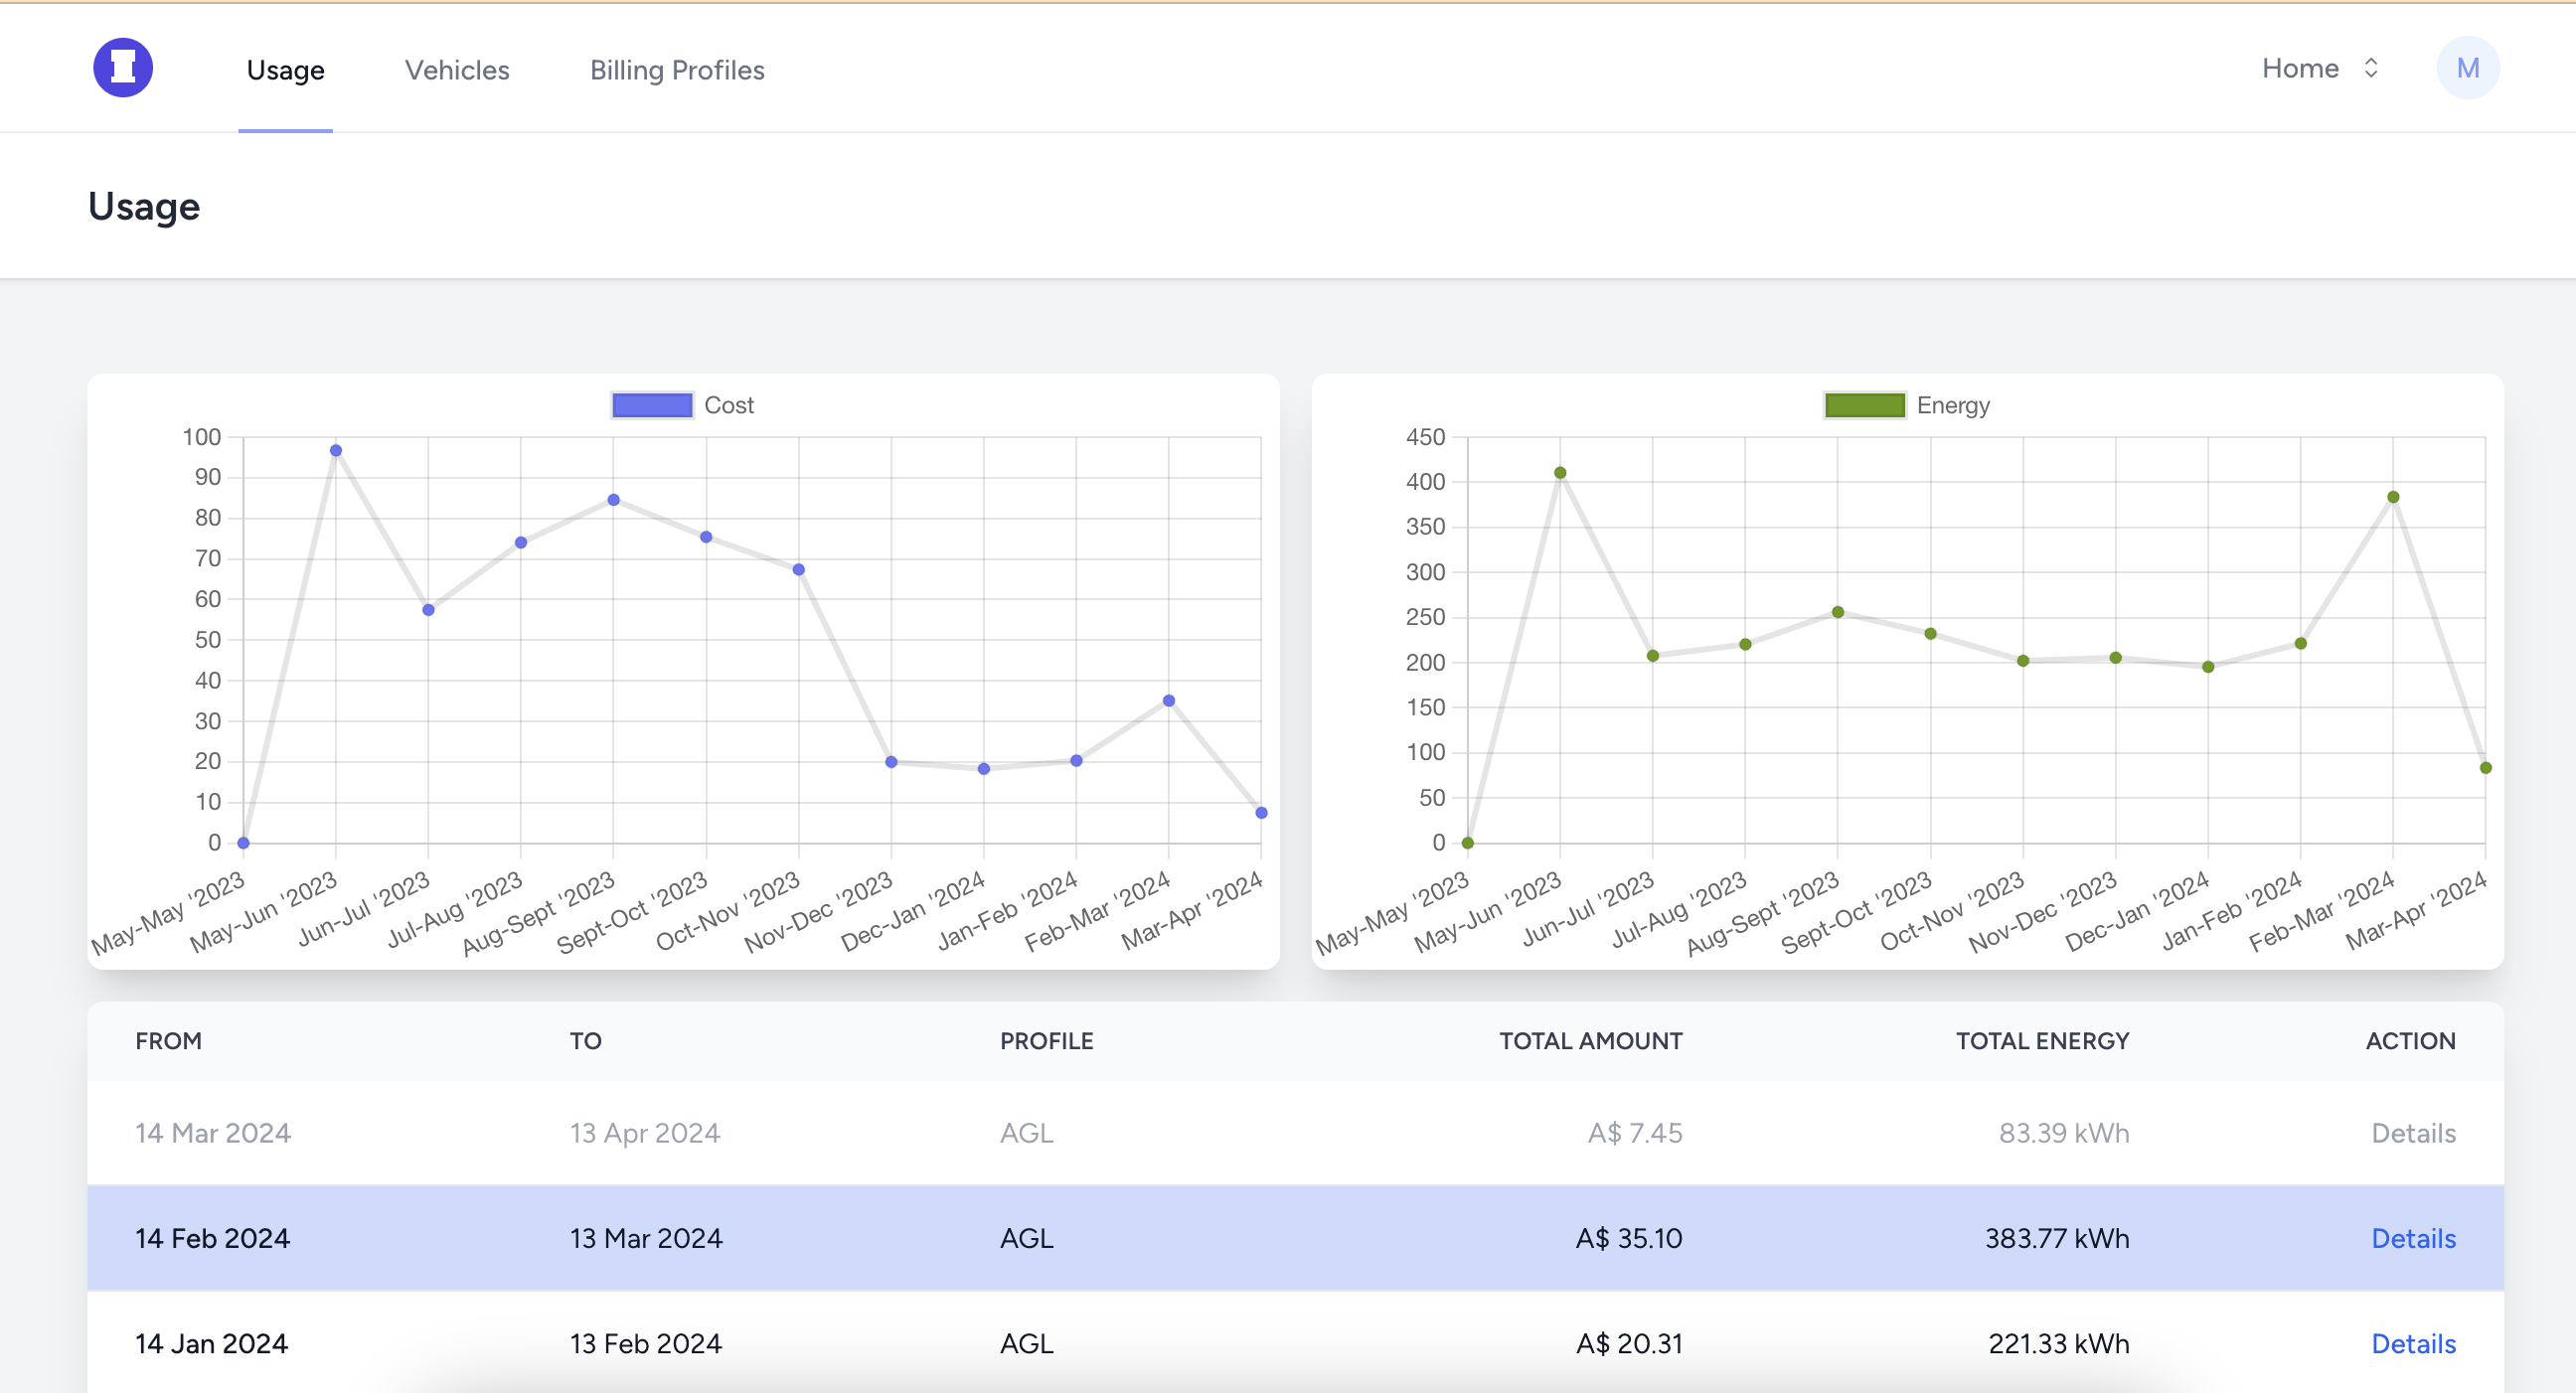 Usage Vehicles Billing Profiles Home M
Usage
Cost
100
90
80
70
60
50
40
30
20
10
0
May-May '2023 May-Jun '2023 Jun-Jul '2023 Jul-Aug '2023 Aug-Sept '2023 Sept-Oct '2023 Oct-Nov '2023 Nov-Dec '2023 Dec-Jan '2024 Jan-Feb '2024 Feb-Mar '2024 Mar-Apr '2024
Energy
450
400
350
300
250
200
150
100
50
0
May-May '2023 May-Jun '2023 Jun-Jul '2023 Jul-Aug '2023 Aug-Sept '2023 Sept-Oct '2023 Oct-Nov '2023 Nov-Dec '2023 Dec-Jan '2024 Jan-Feb '2024 Feb-Mar '2024 Mar-Apr '2024
FROM TO PROFILE TOTAL AMOUNT TOTAL ENERGY ACTION
14 Mar 2024 13 Apr 2024 AGL A$ 7.45 83.39 kWh Details
14 Feb 2024 13 Mar 2024 AGL A$ 35.10 383.77 kWh Details
14 Jan 2024 13 Feb 2024 AGL A$ 20.31 221.33 kWh Details